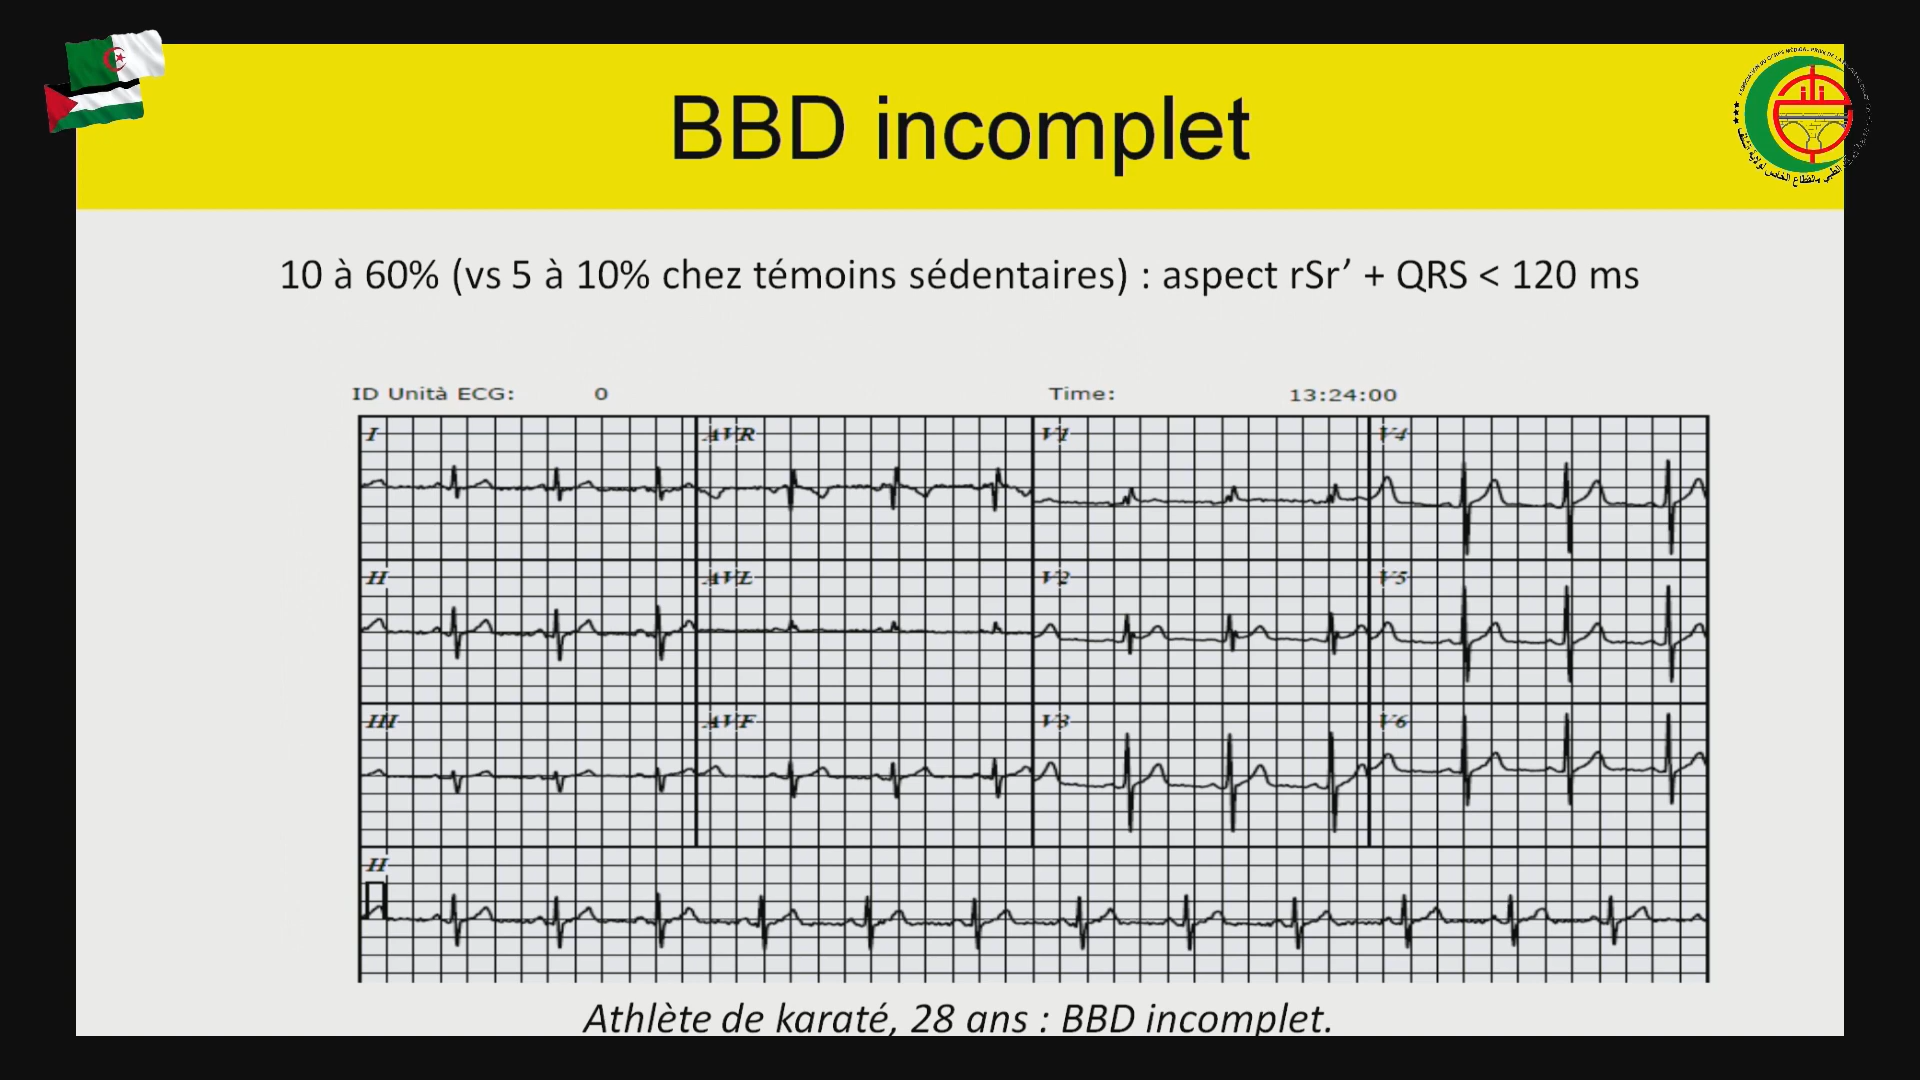 BBD incomplet
10 à 60% (vs 5 à 10% chez témoins sédentaires) : aspect rSr’ + QRS < 120 ms
ID Unità ECG: 0 Time: 13:24:00
I AVR V1 V4
II AVL V2 V5
III AVF V3 V6
II
Athlète de karaté, 28 ans : BBD incomplet.